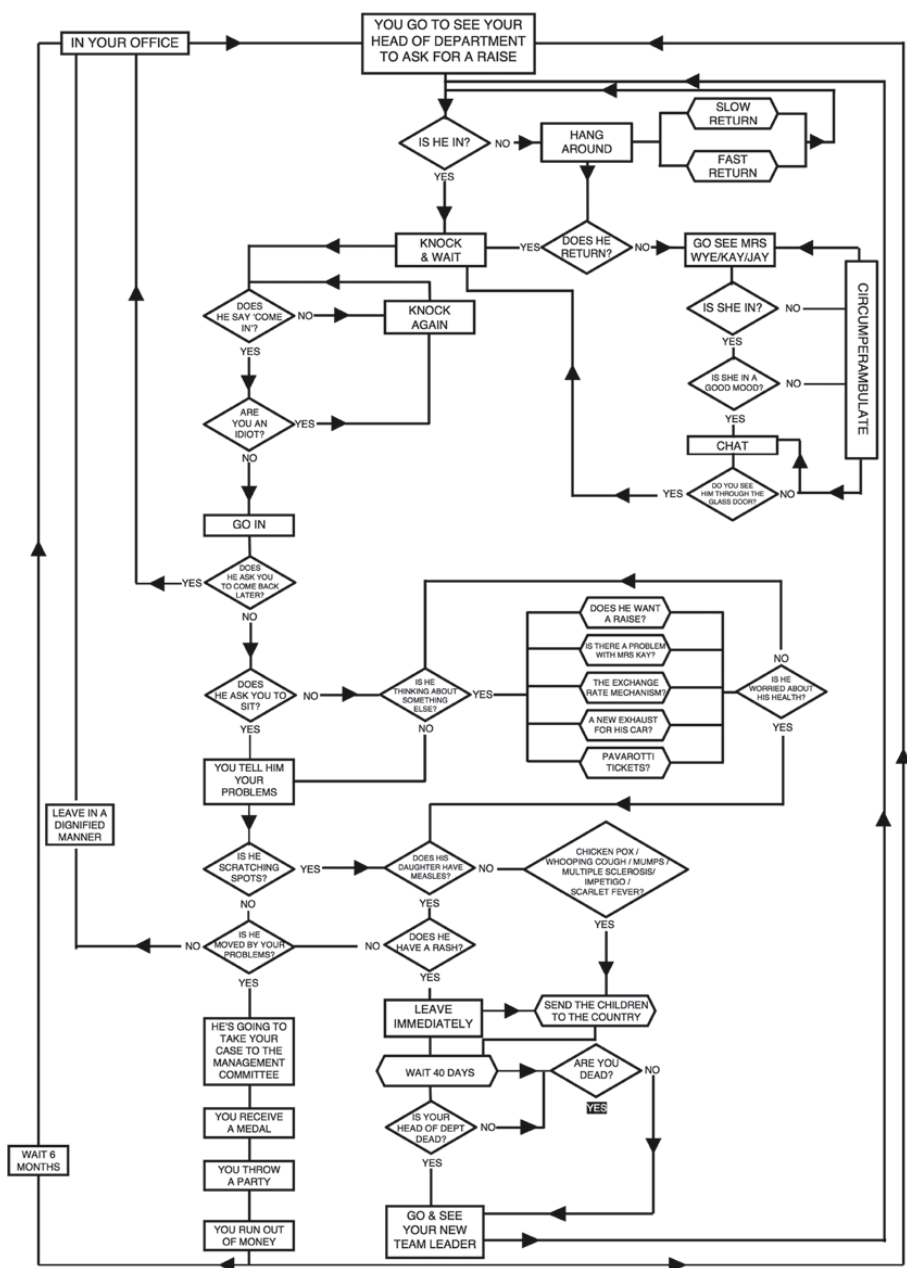 IN YOUR OFFICE
YOU GO TO SEE YOUR
HEAD OF DEPARTMENT
TO ASK FOR A RAISE
IS HE IN?
NO
HANG
AROUND
SLOW
RETURN
FAST
RETURN
YES
KNOCK
& WAIT
YES
DOES HE
RETURN?
NO
GO SEE MRS
WYE/KAY/JAY
CIRCUMPERAMBULATE
DOES
HE SAY 'COME
IN'?
NO
KNOCK
AGAIN
IS SHE IN?
NO
YES
YES
IS SHE IN A
GOOD MOOD?
NO
ARE
YOU AN
IDIOT?
YES
YES
CHAT
NO
DO YOU SEE
HIM THROUGH THE
GLASS DOOR?
YES
NO
GO IN
DOES
HE ASK YOU
TO COME BACK
LATER?
YES
NO
DOES HE WANT
A RAISE?
IS THERE A PROBLEM
WITH MRS KAY?
NO
DOES
HE ASK YOU TO
SIT?
NO
IS HE
THINKING ABOUT
SOMETHING
ELSE?
YES
THE EXCHANGE
RATE MECHANISM?
IS HE
WORRIED ABOUT
HIS HEALTH?
YES
NO
A NEW EXHAUST
FOR HIS CAR?
YES
YOU TELL HIM
YOUR
PROBLEMS
PAVAROTTI
TICKETS?
LEAVE IN A
DIGNIFIED
MANNER
IS HE
SCRATCHING
SPOTS?
YES
DOES HIS
DAUGHTER HAVE
MEASLES?
NO
CHICKEN POX /
WHOOPING COUGH / MUMPS /
MULTIPLE SCLEROSIS/
IMPETIGO /
SCARLET FEVER?
NO
YES
YES
NO
IS HE
MOVED BY YOUR
PROBLEMS?
NO
DOES HE
HAVE A RASH?
YES
YES
HE'S GOING TO
TAKE YOUR
CASE TO THE
MANAGEMENT
COMMITTEE
LEAVE
IMMEDIATELY
SEND THE CHILDREN
TO THE COUNTRY
WAIT 40 DAYS
ARE YOU
DEAD?
NO
YES
YOU RECEIVE
A MEDAL
IS YOUR
HEAD OF DEPT
DEAD?
NO
WAIT 6
MONTHS
YOU THROW
A PARTY
YES
YOU RUN OUT
OF MONEY
GO & SEE
YOUR NEW
TEAM LEADER